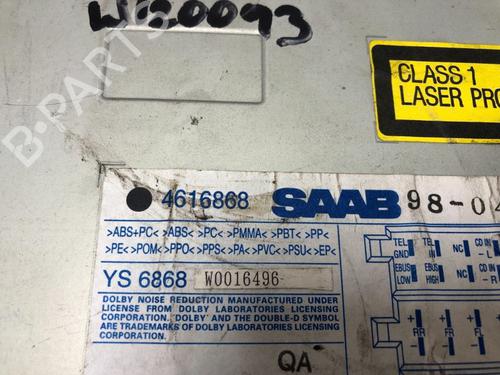 W20093
B-PARTS
CLASS 1
LASER PRO
4616868 SAAB 98-04
>ABS+PC< >ABS< >PC< >PMMA< >PBT< >PP<
>PE< >POM< >PPO< >PPS< >PA< >PVC< >PSU< >EP<
YS 6868 W0016496
DOLBY NOISE REDUCTION MANUFACTURED UNDER
LICENSE FROM DOLBY LABORATORIES LICENSING
CORPORATION. "DOLBY" AND THE DOUBLE-D SYMBOL
ARE TRADEMARKS OF DOLBY LABORATORIES LICENSING
CORPORATION.
QA
TEL GND
TEL IN
NC
CD IN -L
EBUS LOW
EBUS HIGH
NC
CD IN -R
+ + + +
RR FR RL FL